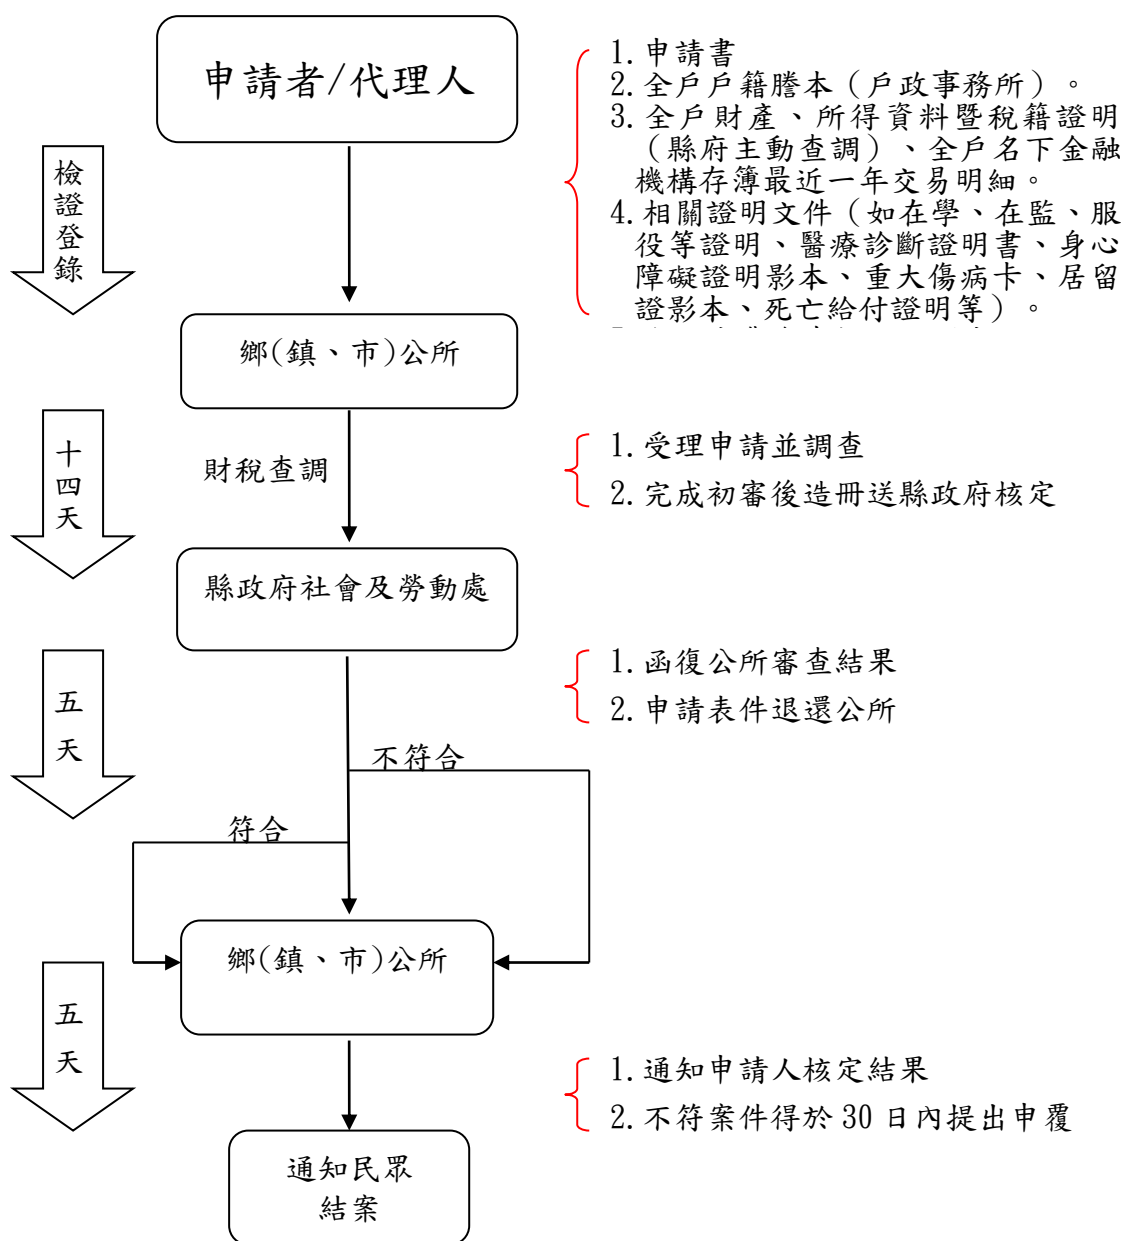 申請者/代理人
1.申請書
2.全戶戶籍謄本（戶政事務所）。
3.全戶財產、所得資料暨稅籍證明
（縣府主動查調）、全戶名下金融
機構存簿最近一年交易明細。
4.相關證明文件（如在學、在監、服
役等證明、醫療診斷證明書、身心
障礙證明影本、重大傷病卡、居留
證影本、死亡給付證明等）。
檢
證
登
錄
鄉(鎮、市)公所
十
四
天
財稅查調
1.受理申請並調查
2.完成初審後造冊送縣政府核定
縣政府社會及勞動處
五
天
1.函復公所審查結果
2.申請表件退還公所
不符合
符合
鄉(鎮、市)公所
五
天
1.通知申請人核定結果
2.不符案件得於30日內提出申覆
通知民眾
結案